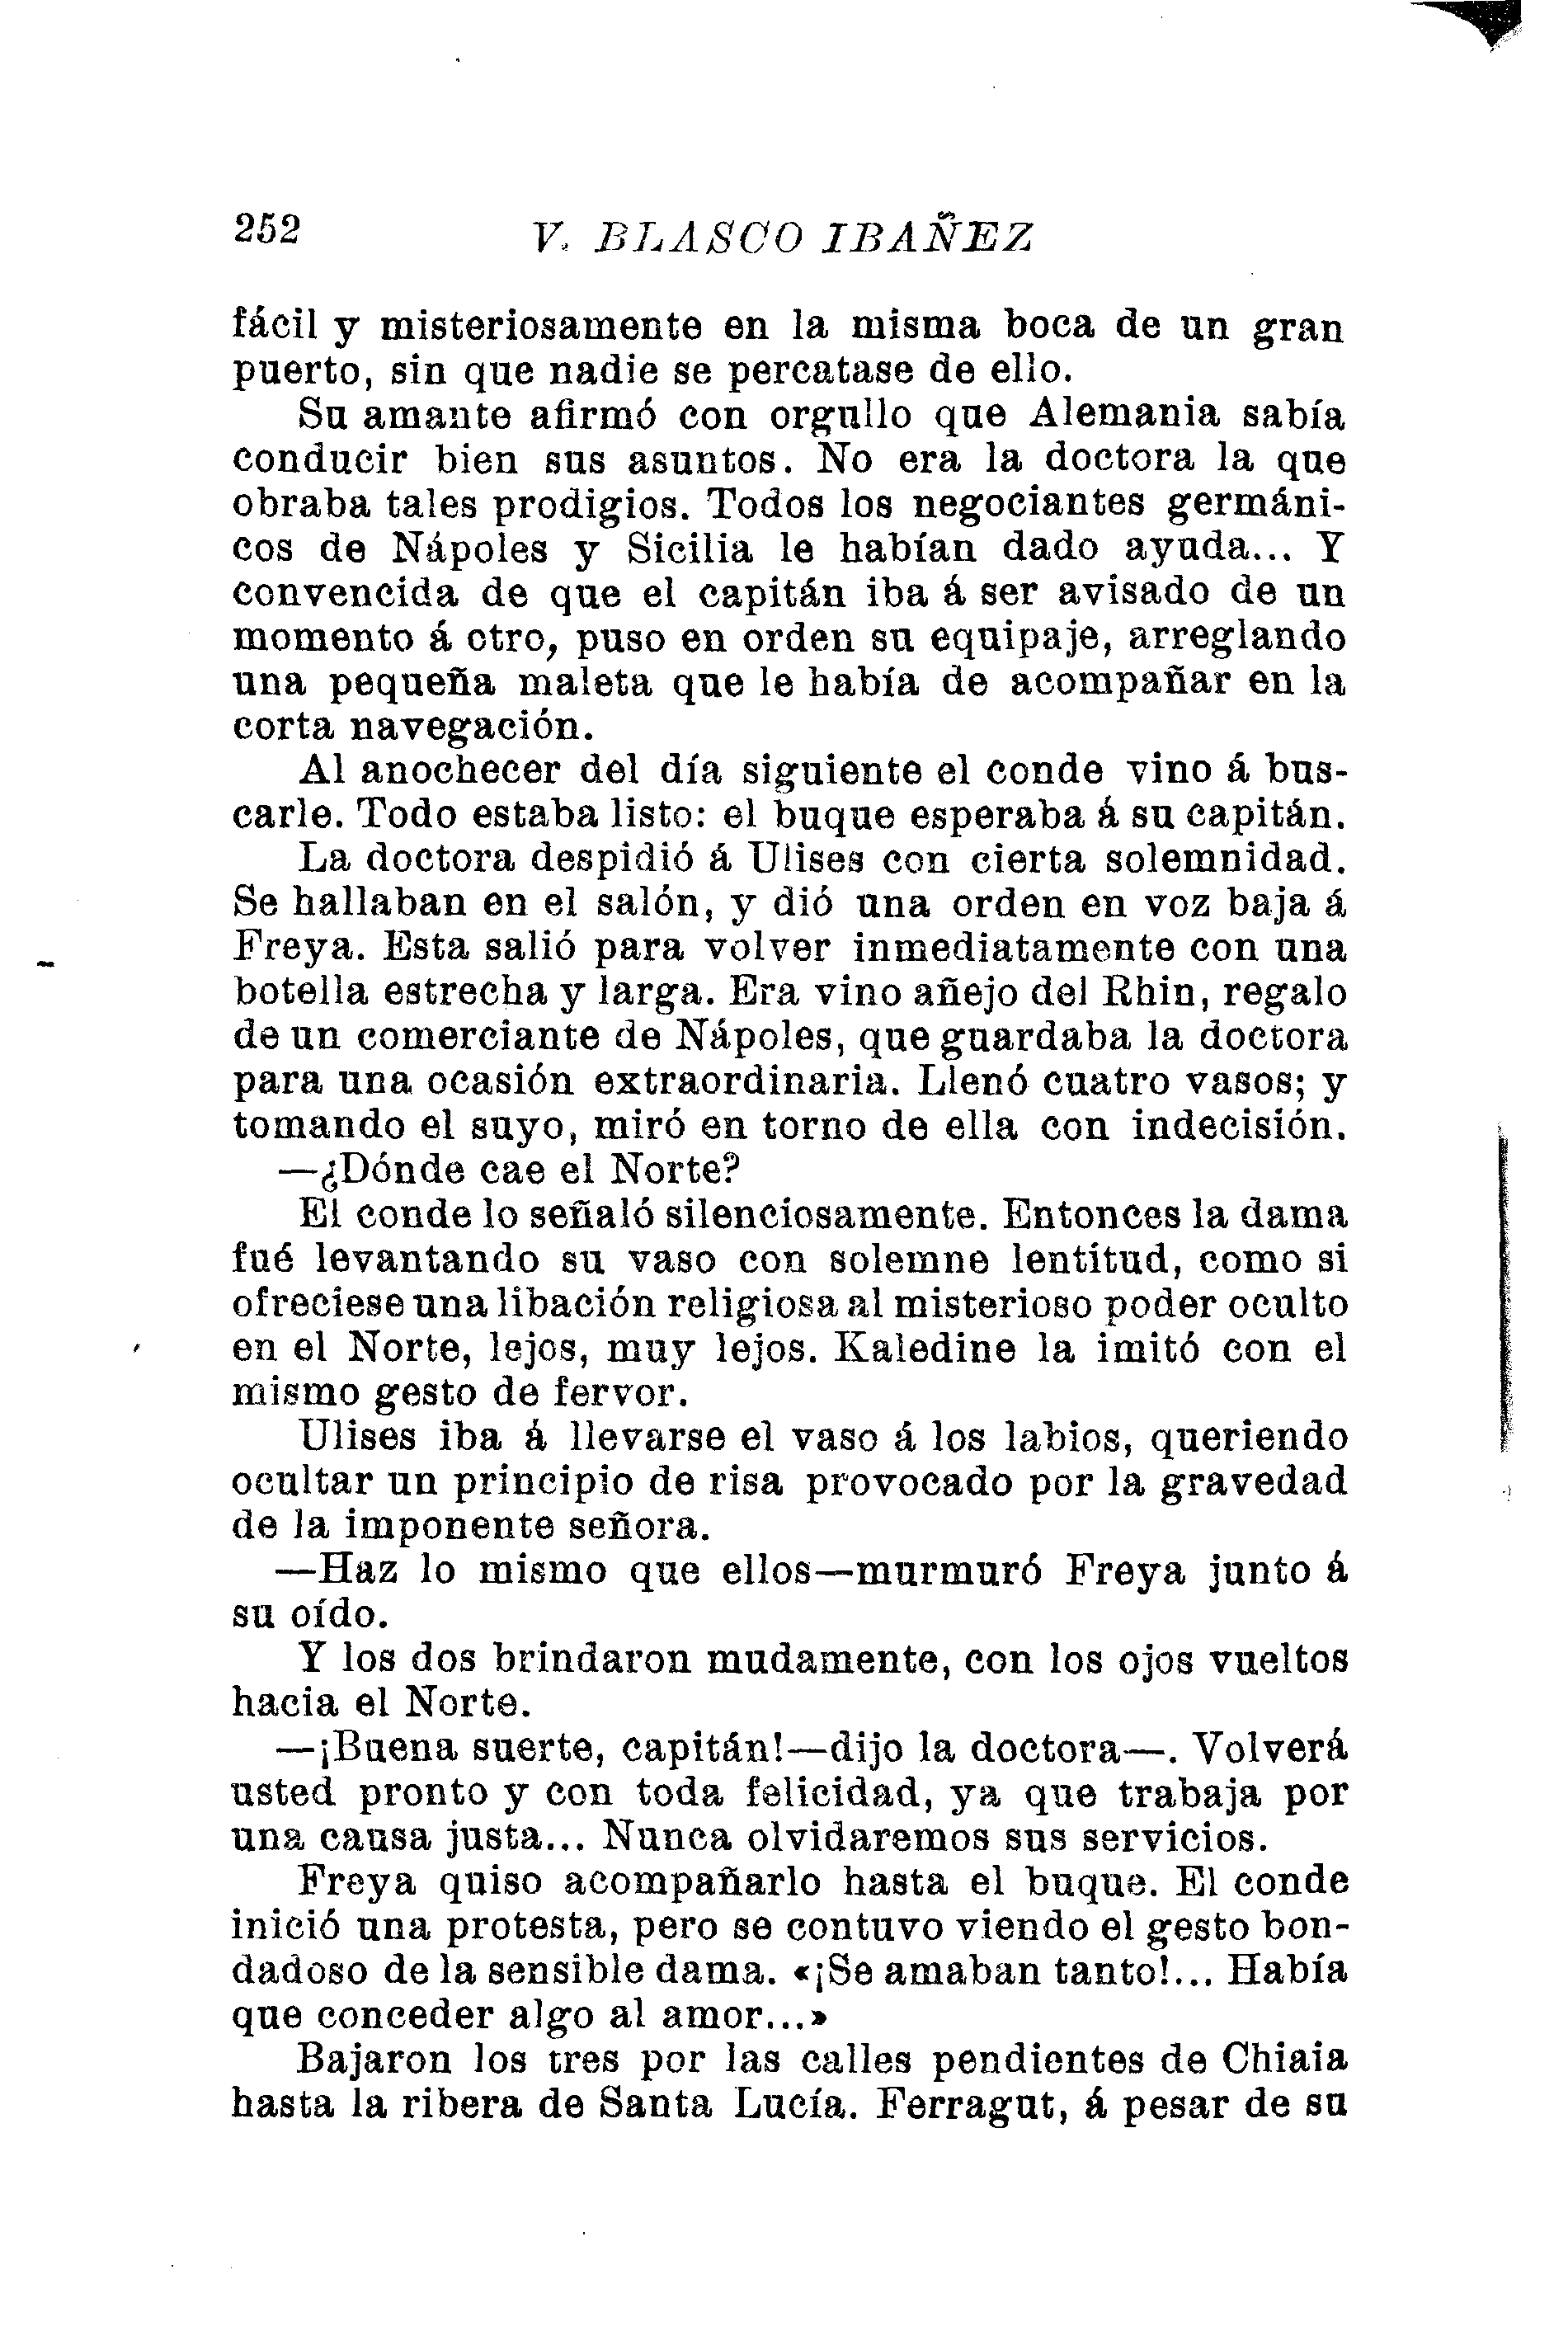 252
V. BLASCO IBAÑEZ
fácil y misteriosamente en la misma boca de un gran
puerto, sin que nadie se percatase de ello.
Su amante afirmó con orgullo que Alemania sabía
conducir bien sus asuntos. No era la doctora la que
obraba tales prodigios. Todos los negociantes germáni-
cos de Nápoles y Sicilia le habían dado ayuda... Y
convencida de que el capitán iba á ser avisado de un
momento á otro, puso en orden su equipaje, arreglando
una pequeña maleta que le había de acompañar en la
corta navegación.
Al anochecer del día siguiente el conde vino á bus-
carle. Todo estaba listo: el buque esperaba á su capitán.
La doctora despidió á Ulises con cierta solemnidad.
Se hallaban en el salón, y dió una orden en voz baja á
Freya. Esta salió para volver inmediatamente con una
botella estrecha y larga. Era vino añejo del Rhin, regalo
de un comerciante de Nápoles, que guardaba la doctora
para una ocasión extraordinaria. Llenó cuatro vasos; y
tomando el suyo, miró en torno de ella con indecisión.
—¿Dónde cae el Norte?
El conde lo señaló silenciosamente. Entonces la dama
fué levantando su vaso con solemne lentitud, como si
ofreciese una libación religiosa al misterioso poder oculto
en el Norte, lejos, muy lejos. Kaledine la imitó con el
mismo gesto de fervor.
Ulises iba á llevarse el vaso á los labios, queriendo
ocultar un principio de risa provocado por la gravedad
de la imponente señora.
—Haz lo mismo que ellos—murmuró Freya junto á
su oído.
Y los dos brindaron mudamente, con los ojos vueltos
hacia el Norte.
—¡Buena suerte, capitán!—dijo la doctora—. Volverá
usted pronto y con toda felicidad, ya que trabaja por
una causa justa... Nunca olvidaremos sus servicios.
Freya quiso acompañarlo hasta el buque. El conde
inició una protesta, pero se contuvo viendo el gesto bon-
dadoso de la sensible dama. «¡Se amaban tanto!... Había
que conceder algo al amor...»
Bajaron los tres por las calles pendientes de Chiaia
hasta la ribera de Santa Lucía. Ferragut, á pesar de su